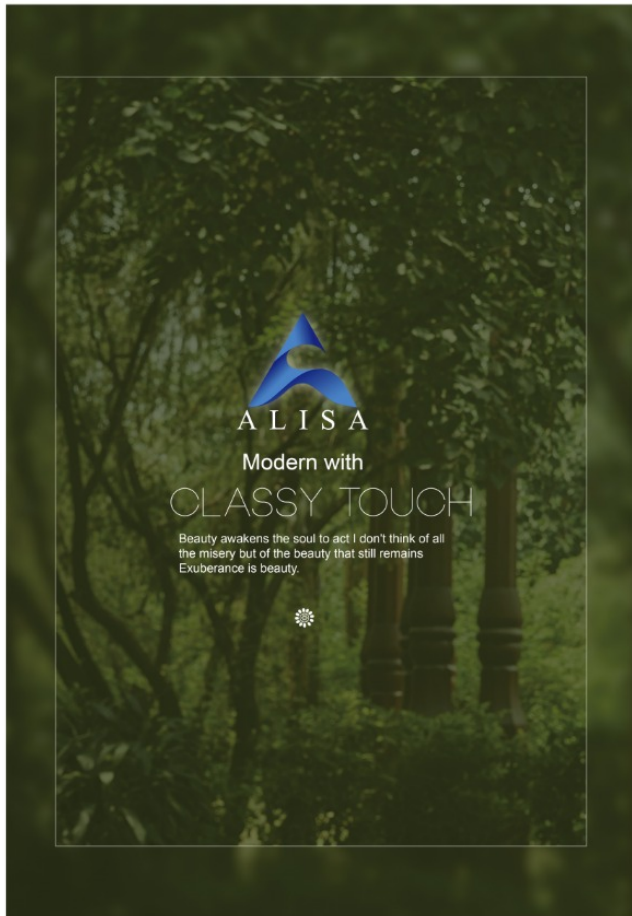 ALISA
Modern with
CLASSY TOUCH
Beauty awakens the soul to act I don't think of all
the misery but of the beauty that still remains
Exuberance is beauty.